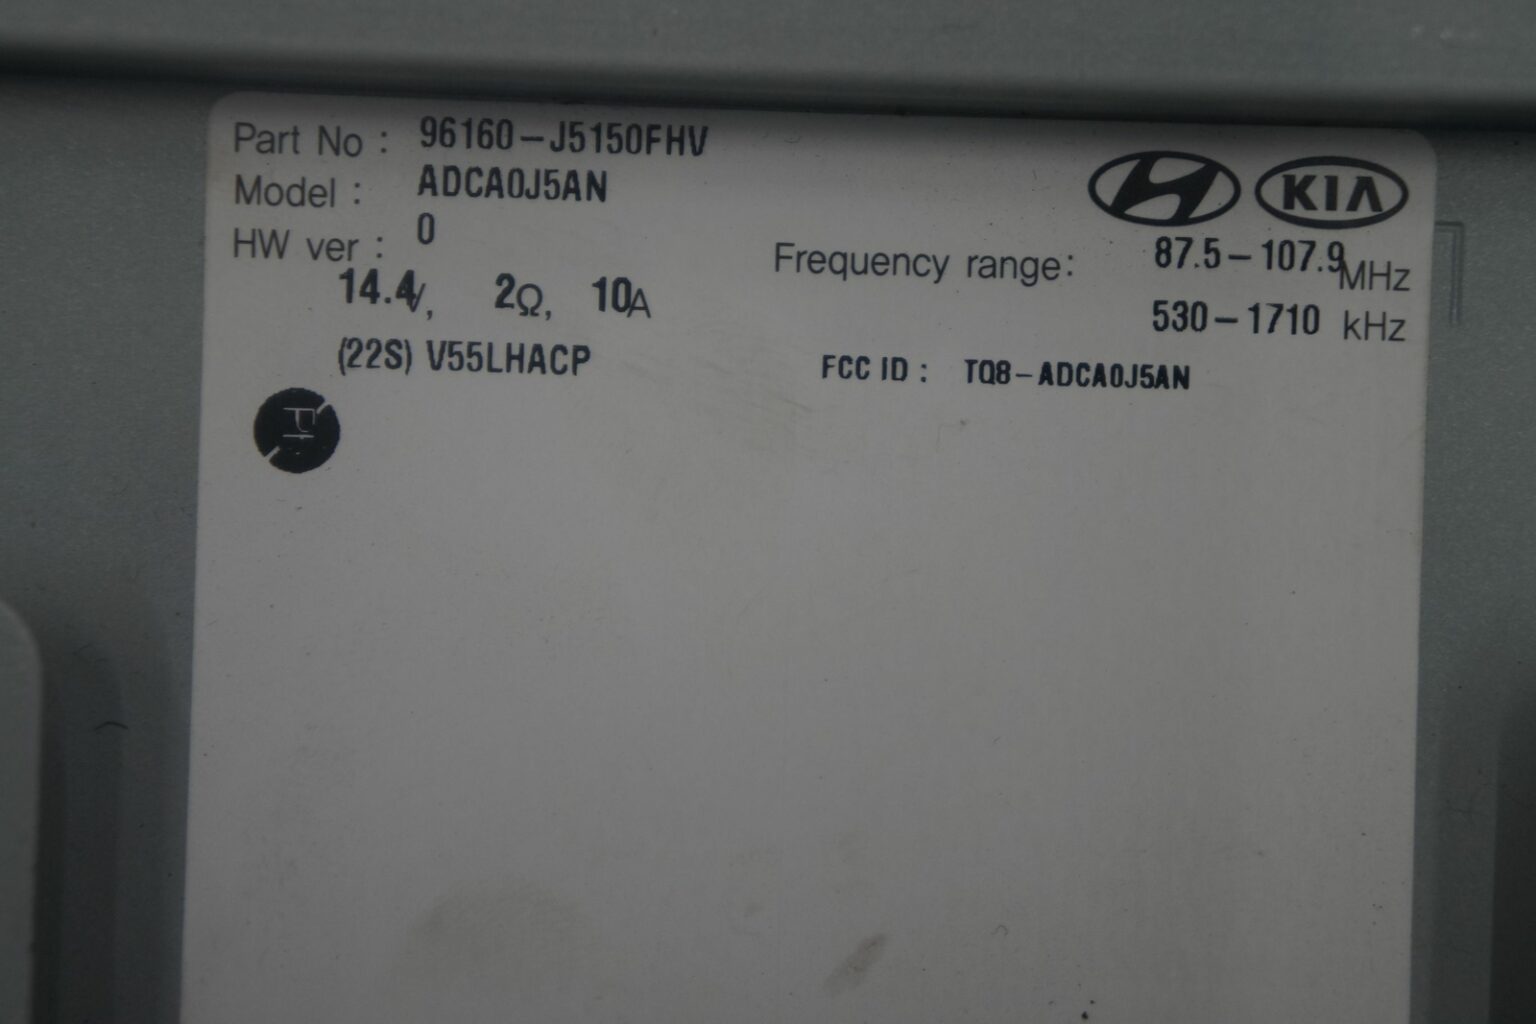 Part No : 96160-J5150FHV
Model : ADCA0J5AN
HW ver : 0
14.4V, 2Ω, 10A
(22S) V55LHACP
KIA
Frequency range: 87.5-107.9 MHz
530-1710 kHz
FCC ID : TQ8-ADCA0J5AN